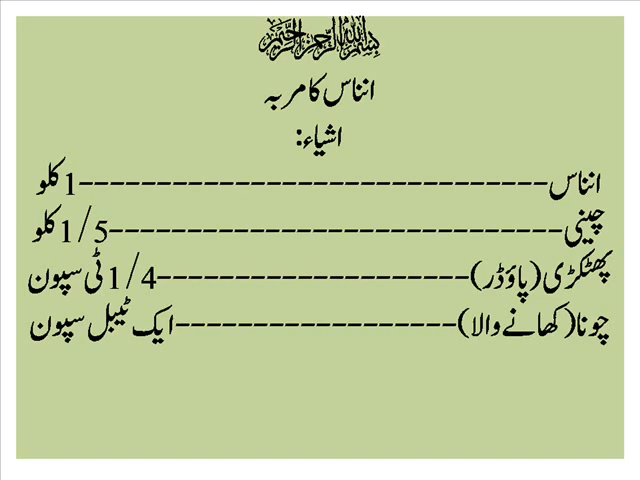 بسم اللہ الرحمن الرحیم
انناس کا مربہ
اشیاء:
انناس------------------------------1 کلو
چینی-----------------------------1/5 کلو
پھٹکڑی(پاؤڈر)--------------------1/4 ٹی سپون
چونا(کھانے والا)------------------ایک ٹیبل سپون